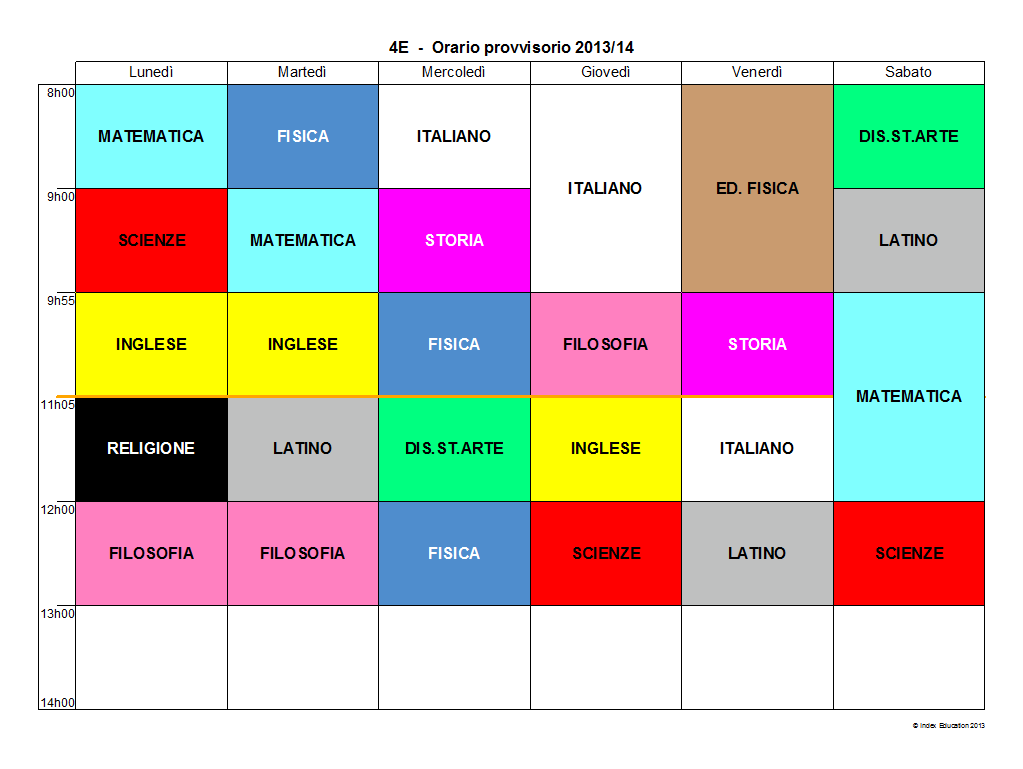 4E - Orario provvisorio 2013/14
Lunedì Martedì Mercoledì Giovedì Venerdì Sabato
8h00
MATEMATICA FISICA ITALIANO DIS.ST.ARTE
ITALIANO ED. FISICA
9h00
SCIENZE MATEMATICA STORIA LATINO
9h55
INGLESE INGLESE FISICA FILOSOFIA STORIA
MATEMATICA
11h05
RELIGIONE LATINO DIS.ST.ARTE INGLESE ITALIANO
12h00
FILOSOFIA FILOSOFIA FISICA SCIENZE LATINO SCIENZE
13h00
14h00
© Index Education 2013